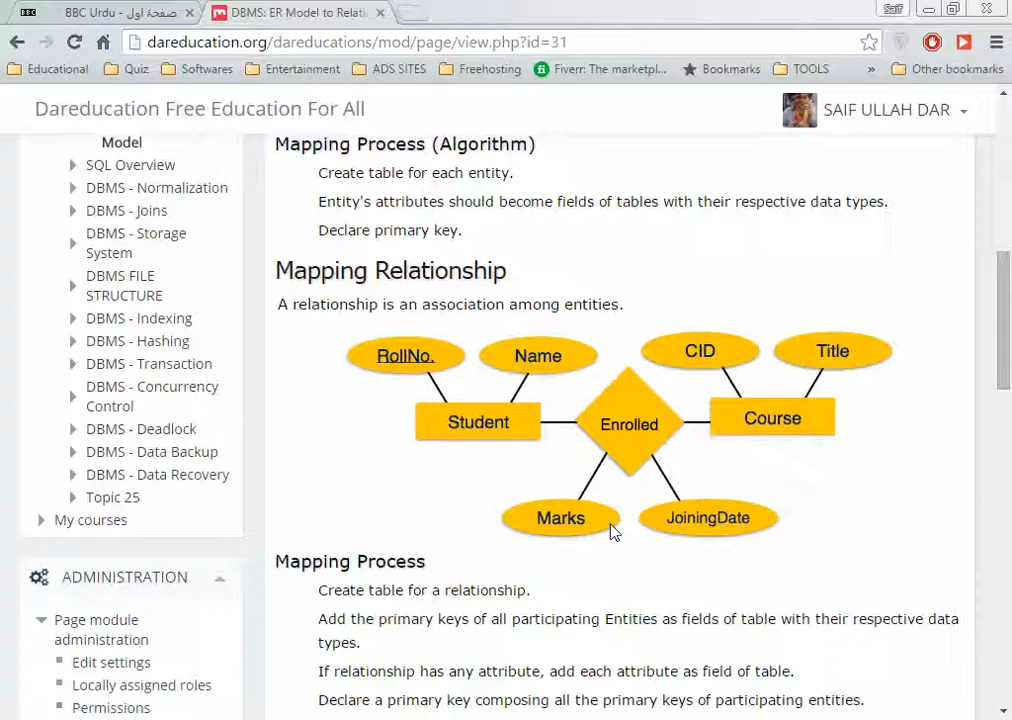 BBC BBC Urdu - صفحۂ اول
DBMS: ER Model to Relati
Saif
dareducation.org/dareducations/mod/page/view.php?id=31
Educational Quiz Softwares Entertainment ADS SITES Freehosting Fiverr: The marketpl... Bookmarks TOOLS » Other bookmarks
Dareducation Free Education For All
SAIF ULLAH DAR
Model
SQL Overview
DBMS - Normalization
DBMS - Joins
DBMS - Storage
System
DBMS FILE
STRUCTURE
DBMS - Indexing
DBMS - Hashing
DBMS - Transaction
DBMS - Concurrency
Control
DBMS - Deadlock
DBMS - Data Backup
DBMS - Data Recovery
Topic 25
My courses
ADMINISTRATION
Page module
administration
Edit settings
Locally assigned roles
Permissions
Mapping Process (Algorithm)
Create table for each entity.
Entity's attributes should become fields of tables with their respective data types.
Declare primary key.
Mapping Relationship
A relationship is an association among entities.
RollNo. Name CID Title
Student Enrolled Course
Marks JoiningDate
Mapping Process
Create table for a relationship.
Add the primary keys of all participating Entities as fields of table with their respective data
types.
If relationship has any attribute, add each attribute as field of table.
Declare a primary key composing all the primary keys of participating entities.